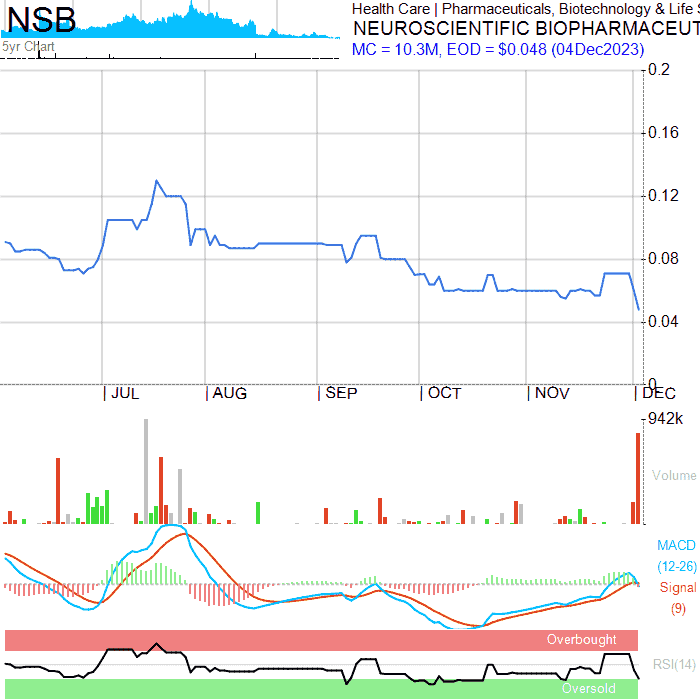 NSB
Health Care | Pharmaceuticals, Biotechnology & Life
NEUROSCIENTIFIC BIOPHARMACEUT
5yr Chart
MC = 10.3M, EOD = $0.048 (04Dec2023)
0.2
0.16
0.12
0.08
0.04
0
JUL AUG SEP OCT NOV DEC
942k
Volume
MACD
(12-26)
Signal
(9)
Overbought
RSI(14)
Oversold